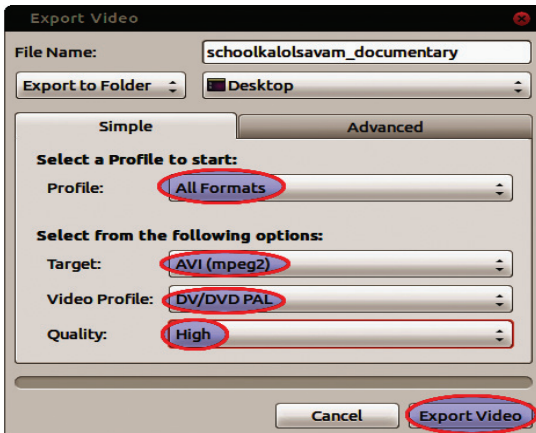 Export Video
File Name: schoolkalolsavam_documentary
Export to Folder Desktop
Simple Advanced
Select a Profile to start:
Profile: All Formats
Select from the following options:
Target: AVI (mpeg2)
Video Profile: DV/DVD PAL
Quality: High
Cancel Export Video